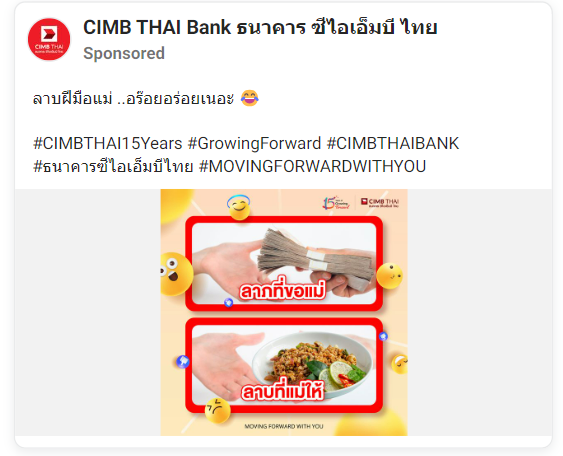 CIMB THAI Bank ธนาคาร ซีไอเอ็มบี ไทย
Sponsored
ลาบฝีมือแม่ ..อร๊อยอร่อยเนอะ 😂
#CIMBTHAI15Years #GrowingForward #CIMBTHAIBANK
#ธนาคารซีไอเอ็มบีไทย #MOVINGFORWARDWITHYOU
CIMB THAI
15
CIMB THAI
ลาภที่ขอแม่
ลาบที่แม่ให้
MOVING FORWARD WITH YOU